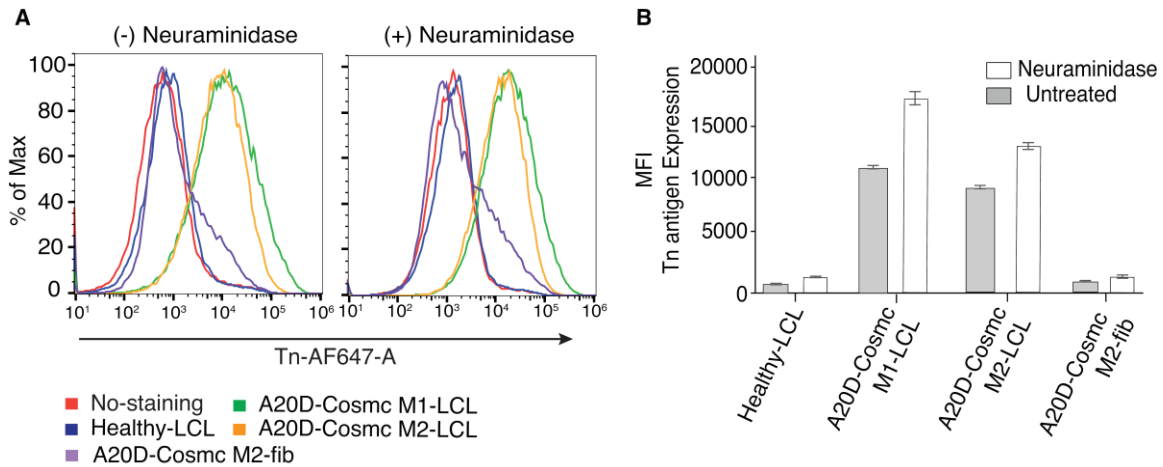 A
(-) Neuraminidase
(+) Neuraminidase
% of Max
100
80
60
40
20
0
10¹ 10² 10³ 10⁴ 10⁵ 10⁶
10¹ 10² 10³ 10⁴ 10⁵ 10⁶
Tn-AF647-A
No-staining
Healthy-LCL
A20D-Cosmc M2-fib
A20D-Cosmc M1-LCL
A20D-Cosmc M2-LCL
B
MFI
Tn antigen Expression
20000
15000
10000
5000
0
Neuraminidase
Untreated
Healthy-LCL
A20D-Cosmc
M1-LCL
A20D-Cosmc
M2-LCL
A20D-Cosmc
M2-fib